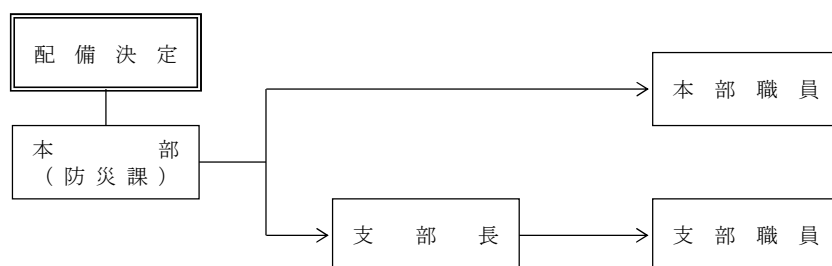 配備決定
本部
(防災課)
本部職員
支部長
支部職員